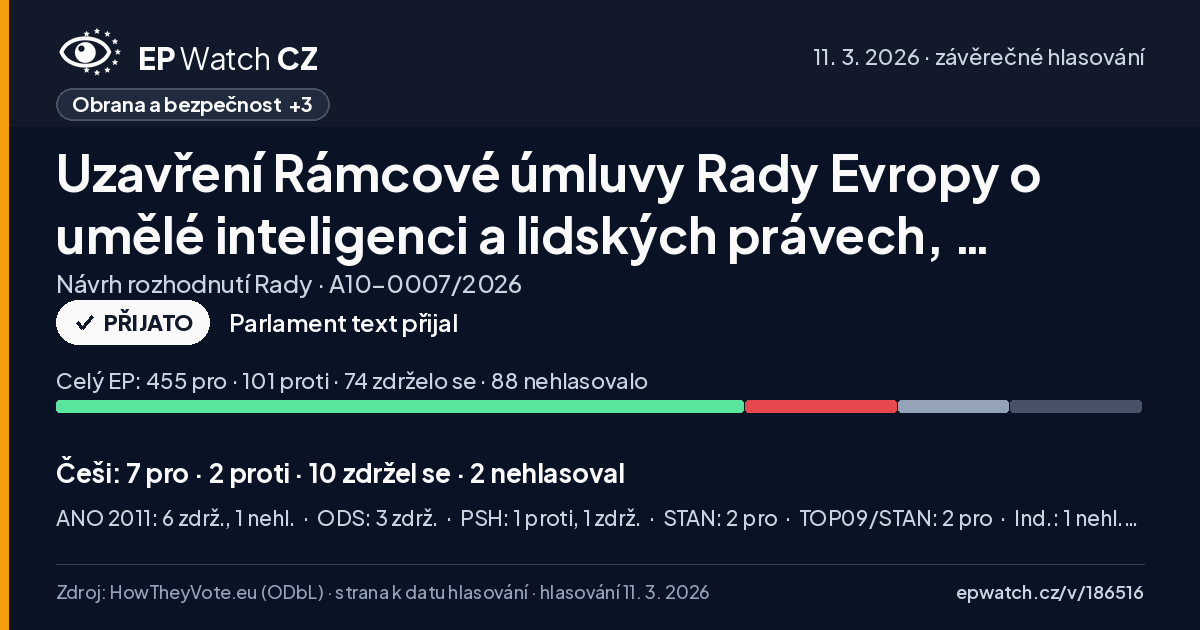 EP Watch CZ
11. 3. 2026 · závěrečné hlasování
Obrana a bezpečnost +3
Uzavření Rámcové úmluvy Rady Evropy o
umělé inteligenci a lidských právech, …
Návrh rozhodnutí Rady · A10-0007/2026
✓ PŘIJATO
Parlament text přijal
Celý EP: 455 pro · 101 proti · 74 zdrželo se · 88 nehlasovalo
Češi: 7 pro · 2 proti · 10 zdržel se · 2 nehlasoval
ANO 2011: 6 zdrž., 1 nehl. · ODS: 3 zdrž. · PSH: 1 proti, 1 zdrž. · STAN: 2 pro · TOP09/STAN: 2 pro · Ind.: 1 nehl. …
Zdroj: HowTheyVote.eu (ODbL) · strana k datu hlasování · hlasování 11. 3. 2026
epwatch.cz/v/186516